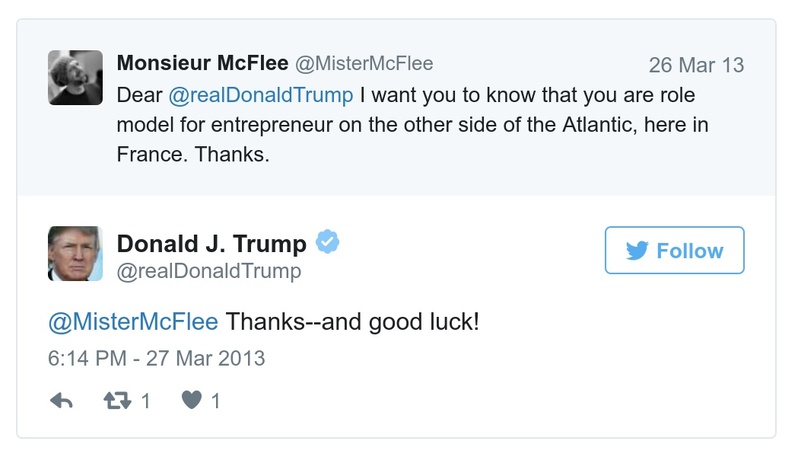 Monsieur McFlee @MisterMcFlee 26 Mar 13
Dear @realDonaldTrump I want you to know that you are role
model for entrepreneur on the other side of the Atlantic, here in
France. Thanks.
Donald J. Trump
@realDonaldTrump
Follow
@MisterMcFlee Thanks--and good luck!
6:14 PM - 27 Mar 2013
1 1